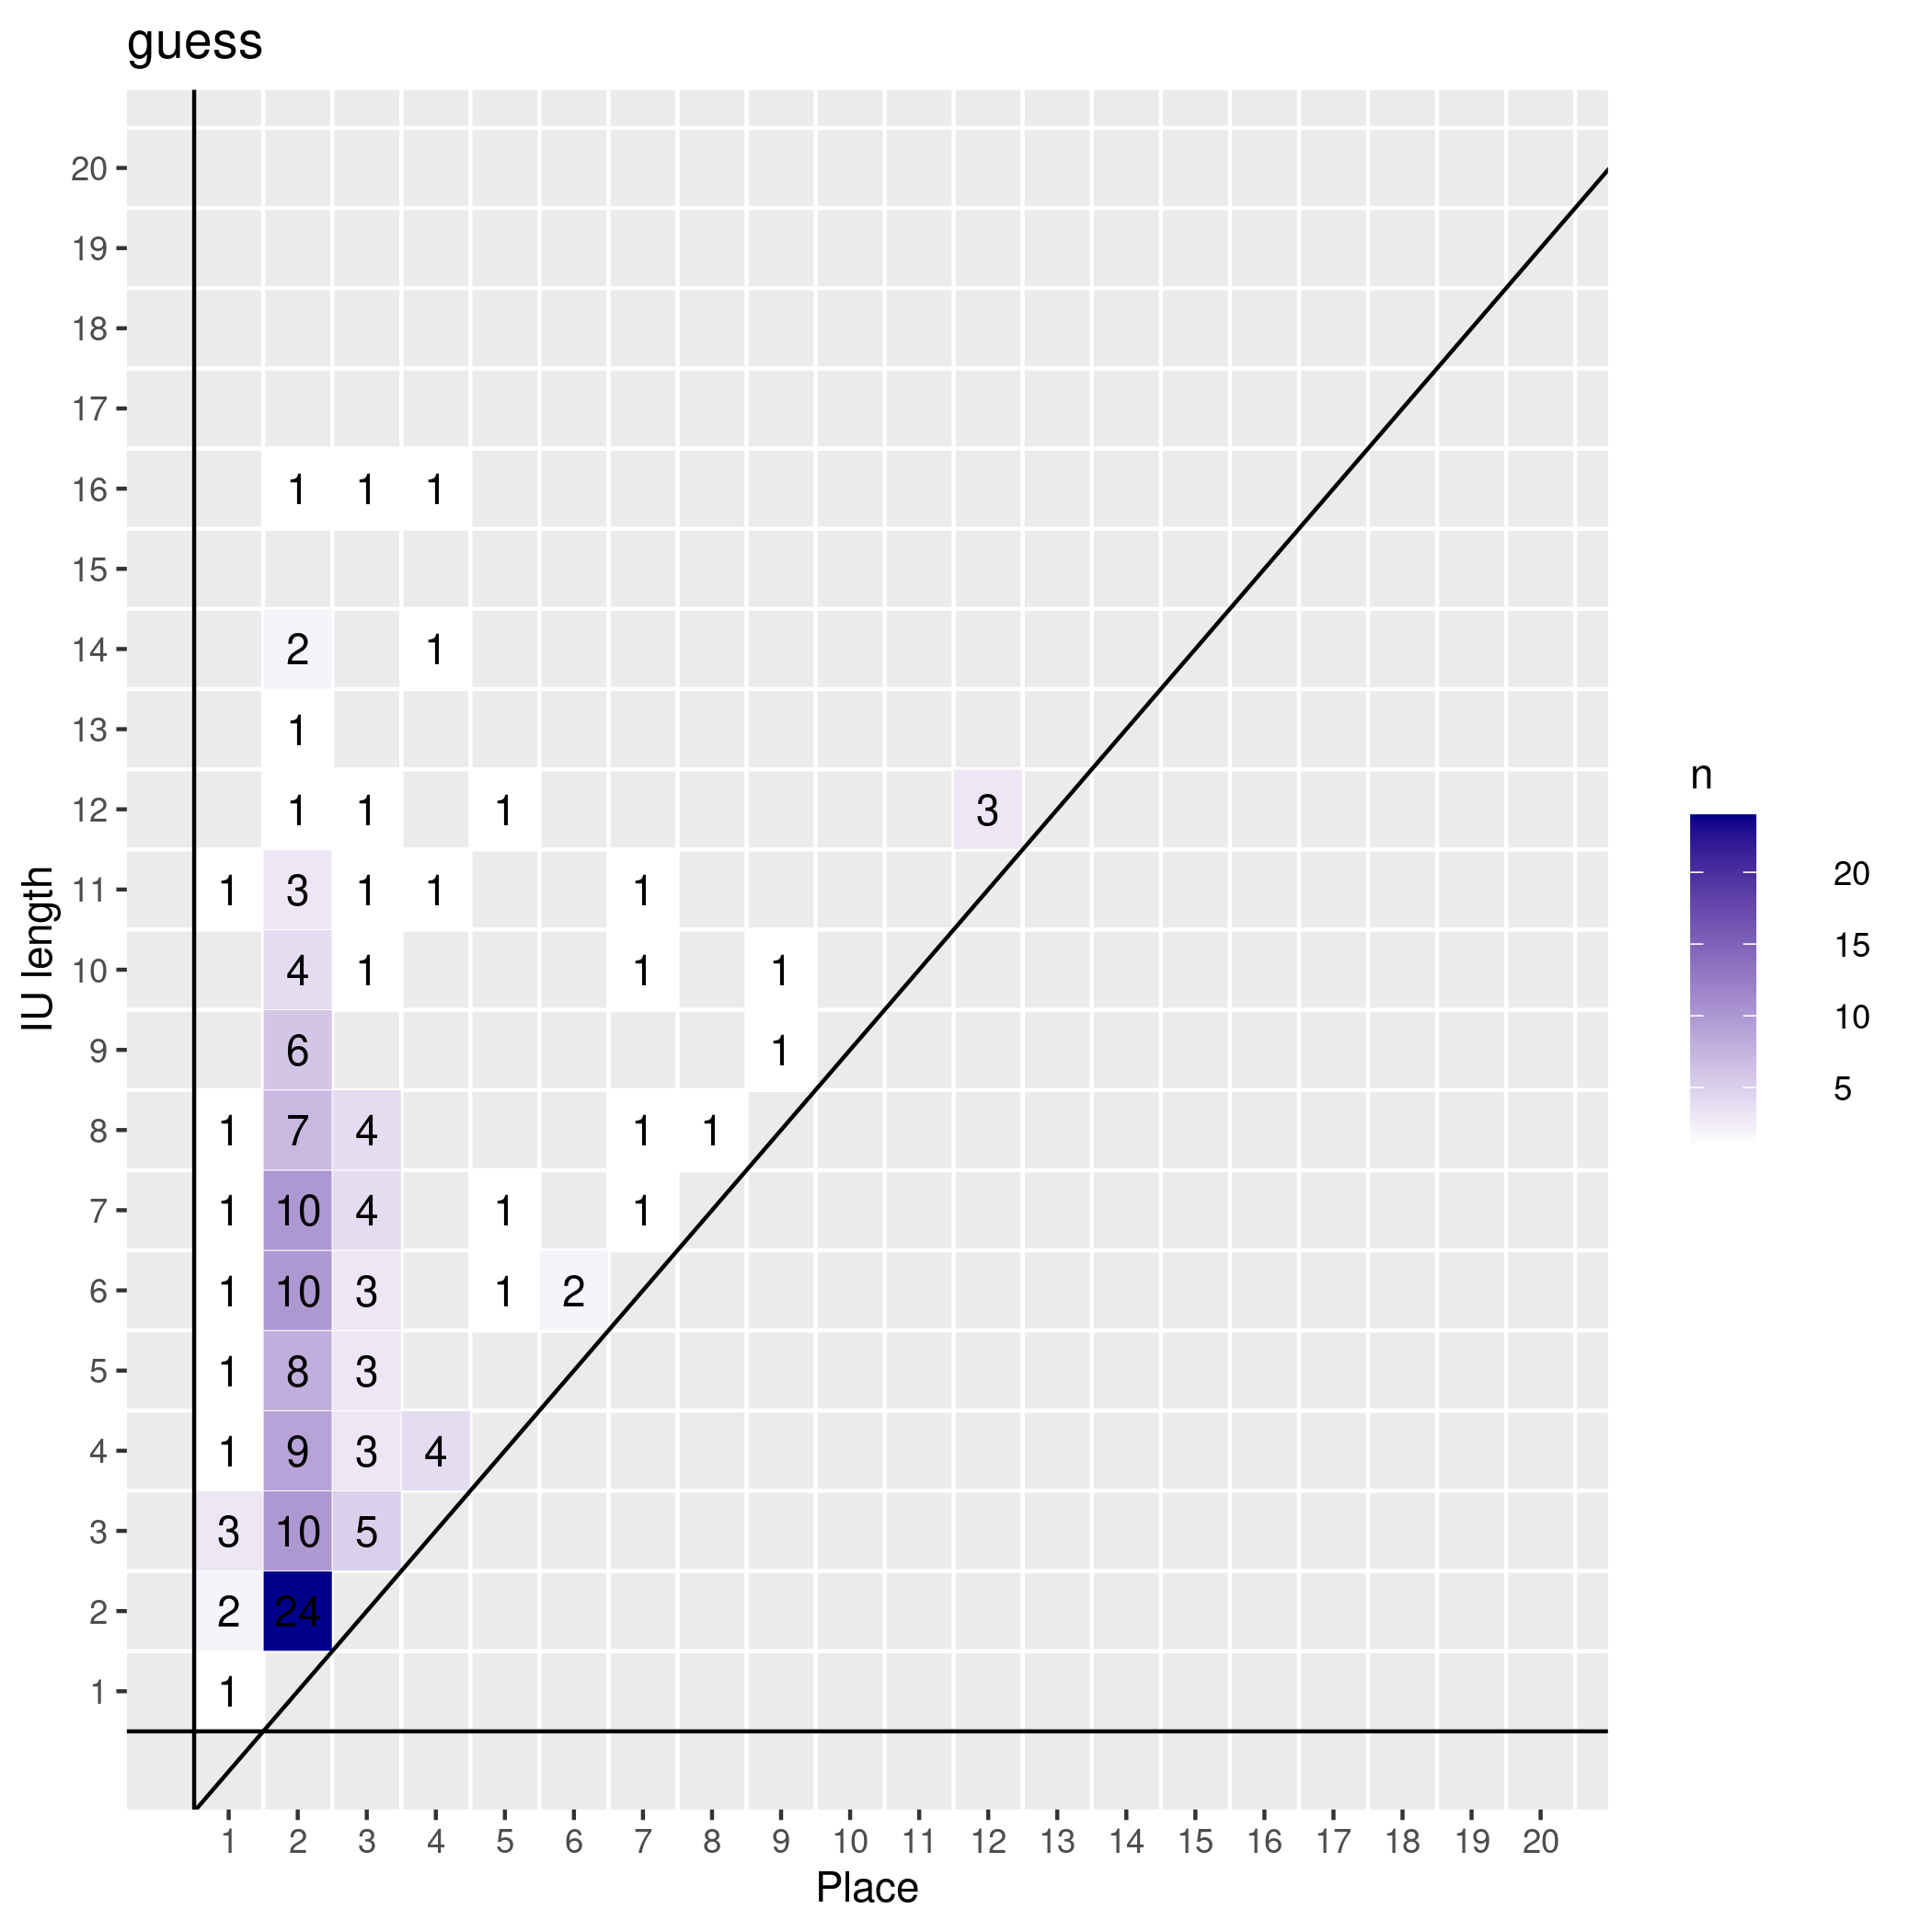 guess
20
19
18
17
16 1 1 1
15
14 2 1
13 1
12 1 1 1 3
11 1 3 1 1 1
10 4 1 1 1
9 6 1
8 1 7 4 1 1
7 1 10 4 1 1
6 1 10 3 1 2
5 1 8 3
4 1 9 3 4
3 3 10 5
2 2 24
1 1
1 2 3 4 5 6 7 8 9 10 11 12 13 14 15 16 17 18 19 20
Place
IU length
n
20
15
10
5